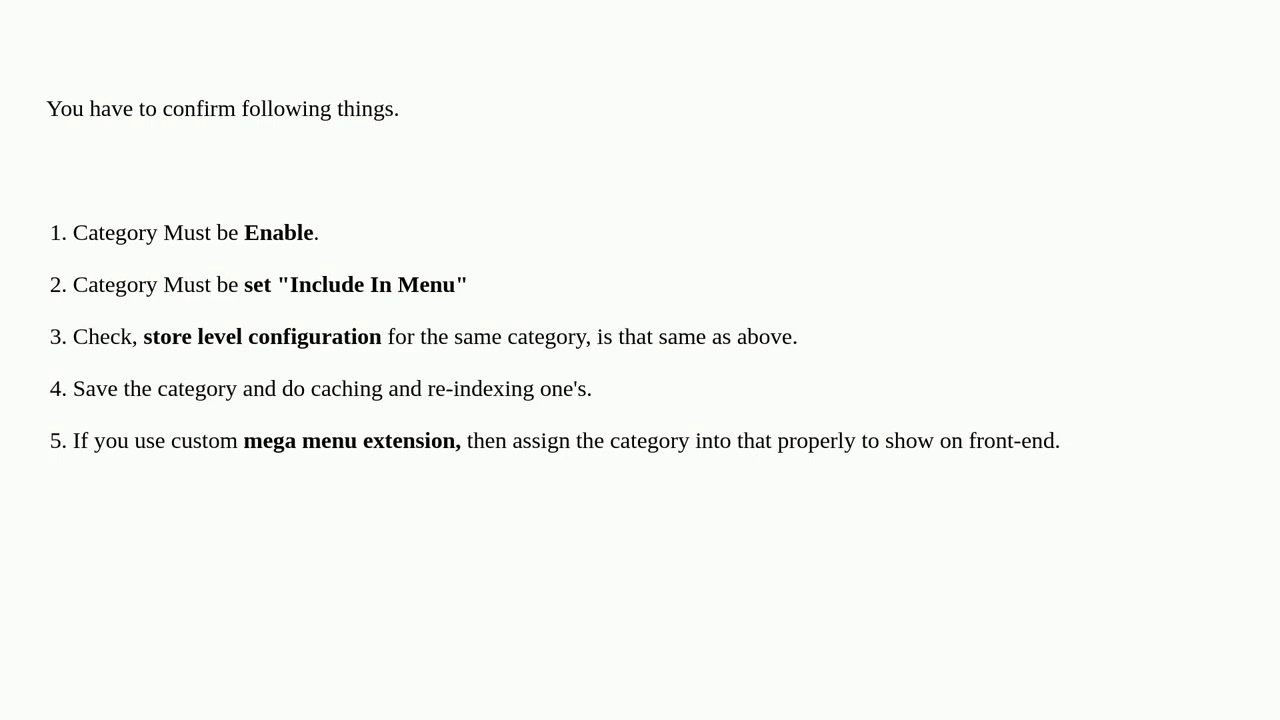 You have to confirm following things.
1. Category Must be Enable.
2. Category Must be set "Include In Menu"
3. Check, store level configuration for the same category, is that same as above.
4. Save the category and do caching and re-indexing one's.
5. If you use custom mega menu extension, then assign the category into that properly to show on front-end.